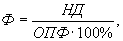 Ф = НД / ОПФ·100%,